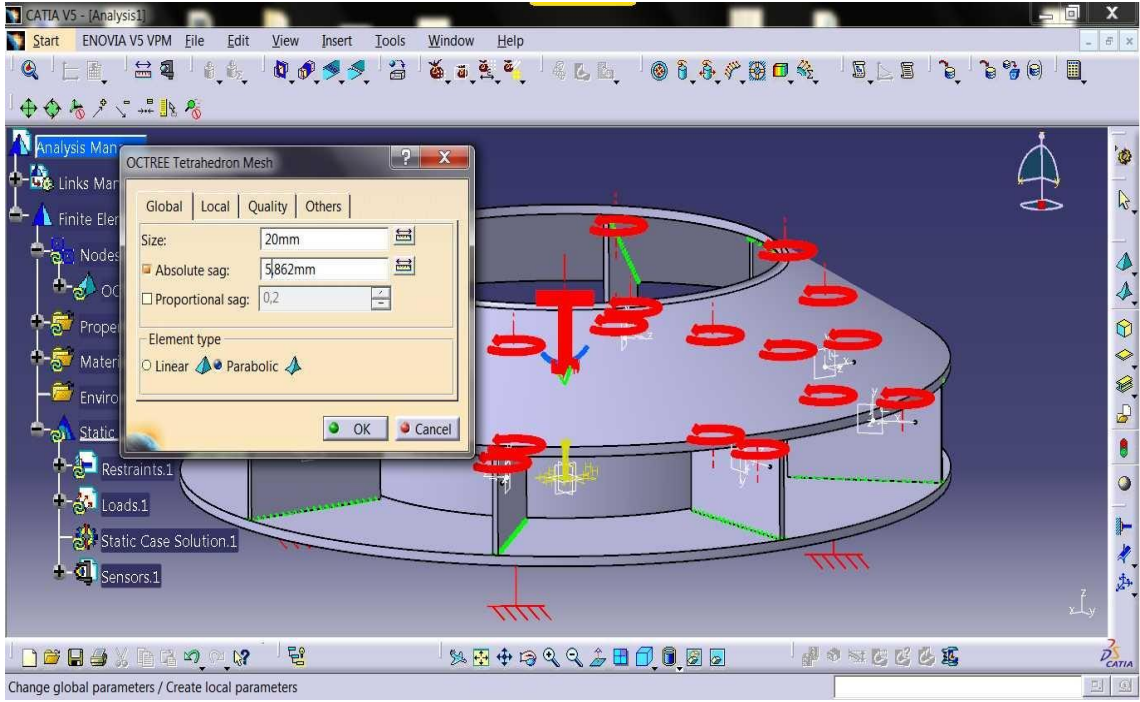 CATIA V5 - [Analysis1]
Start ENOVIA V5 VPM File Edit View Insert Tools Window Help
Analysis Man
Links Man
Finite Elem
Nodes
OC
Proper
Materi
Enviro
Static
Restraints.1
Loads.1
Static Case Solution.1
Sensors.1
OCTREE Tetrahedron Mesh
Global Local Quality Others
Size: 20mm
Absolute sag: 5,862mm
Proportional sag: 0,2
Element type
Linear Parabolic
OK Cancel
z
x y
CATIA
Change global parameters / Create local parameters